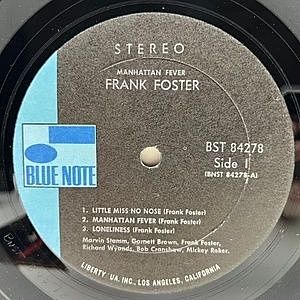 STEREO
MANHATTAN FEVER
FRANK FOSTER
BST 84278
Side 1
(BNST 84278-A)
BLUE NOTE
1. LITTLE MISS NO NOSE (Frank Foster)
2. MANHATTAN FEVER (Frank Foster)
3. LONELINESS (Frank Foster)
Marvin Stamm, Garnett Brown, Frank Foster,
Richard Wyands, Bob Cranshaw, Mickey Roker.
LIBERTY UA, INC., LOS ANGELES, CALIFORNIA